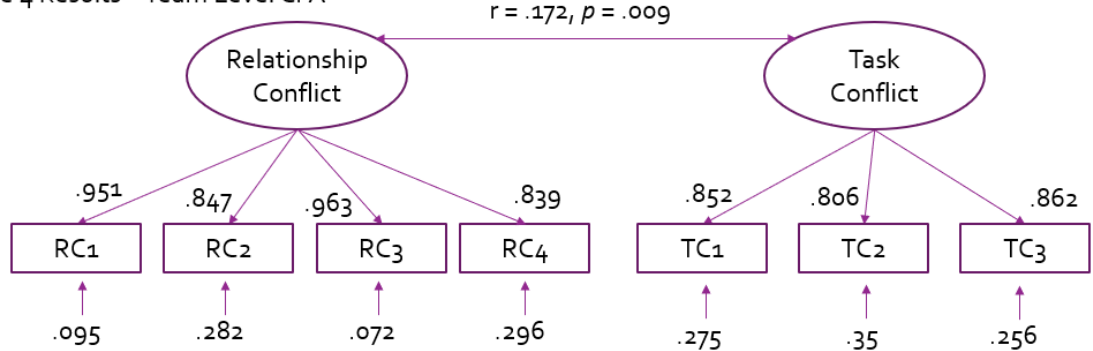 r = .172, p = .009
Relationship
Conflict
Task
Conflict
.951 .847 .963 .839 .852 .806 .862
RC1 RC2 RC3 RC4 TC1 TC2 TC3
.095 .282 .072 .296 .275 .35 .256